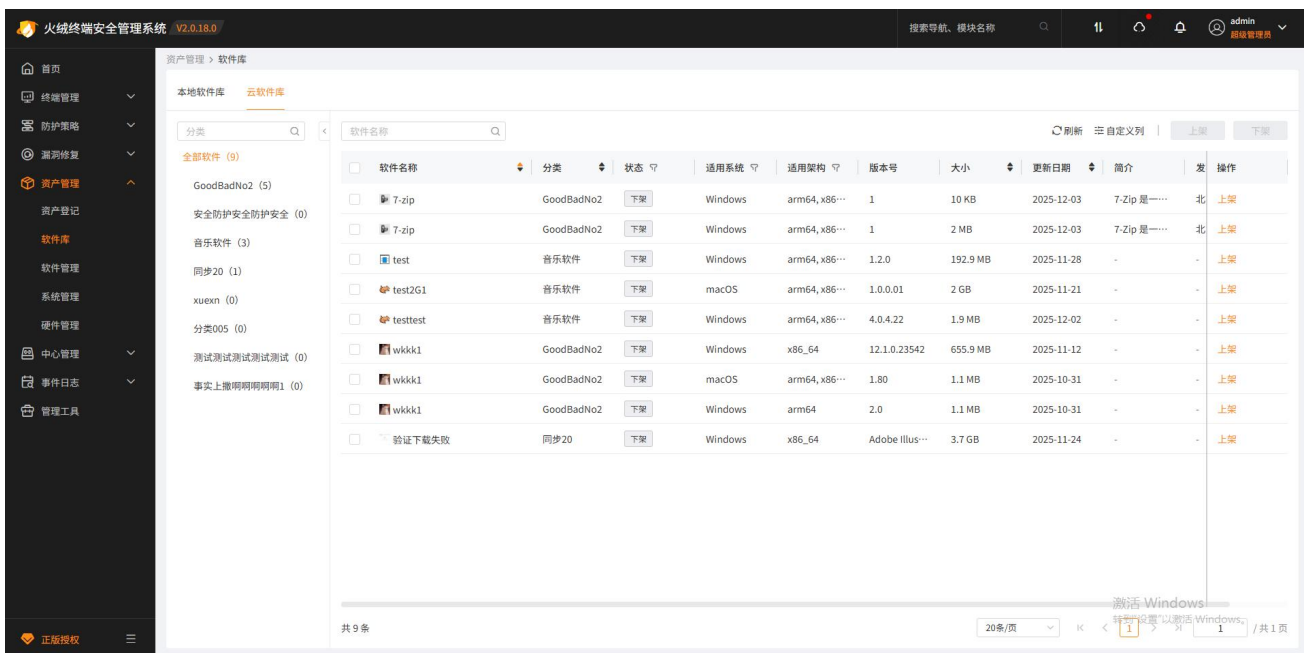 火绒终端安全管理系统 V2.0.18.0 搜索导航、模块名称 admin
超级管理员
首页
终端管理
防护策略
漏洞修复
资产管理
资产登记
软件库
软件管理
系统管理
硬件管理
中心管理
事件日志
管理工具
正版授权
资产管理 > 软件库
本地软件库 云软件库
分类
全部软件（9）
GoodBadNo2（5）
安全防护安全防护安全（0）
音乐软件（3）
同步20（1）
xuexn（0）
分类005（0）
测试测试测试测试测试（0）
事实上撒啊啊啊啊啊1（0）
软件名称 刷新 自定义列 上架 下架
软件名称 分类 状态 适用系统 适用架构 版本号 大小 更新日期 简介 发 操作
7-zip GoodBadNo2 下架 Windows arm64, x86… 1 10 KB 2025-12-03 7-Zip 是一… 北 上架
7-zip GoodBadNo2 下架 Windows arm64, x86… 1 2 MB 2025-12-03 7-Zip 是一… 北 上架
test 音乐软件 下架 Windows arm64, x86… 1.2.0 192.9 MB 2025-11-28 - - 上架
test2G1 音乐软件 下架 macOS arm64, x86… 1.0.0.01 2 GB 2025-11-21 - - 上架
testtest 音乐软件 下架 Windows arm64, x86… 4.0.4.22 1.9 MB 2025-12-02 - - 上架
wkkk1 GoodBadNo2 下架 Windows x86_64 12.1.0.23542 655.9 MB 2025-11-12 - - 上架
wkkk1 GoodBadNo2 下架 macOS arm64, x86… 1.80 1.1 MB 2025-10-31 - - 上架
wkkk1 GoodBadNo2 下架 Windows arm64 2.0 1.1 MB 2025-10-31 - - 上架
验证下载失败 同步20 下架 Windows x86_64 Adobe Illus… 3.7 GB 2025-11-24 - - 上架
激活 Windows
转到"设置"以激活 Windows。
共 9 条 20条/页 1 1 / 共 1 页